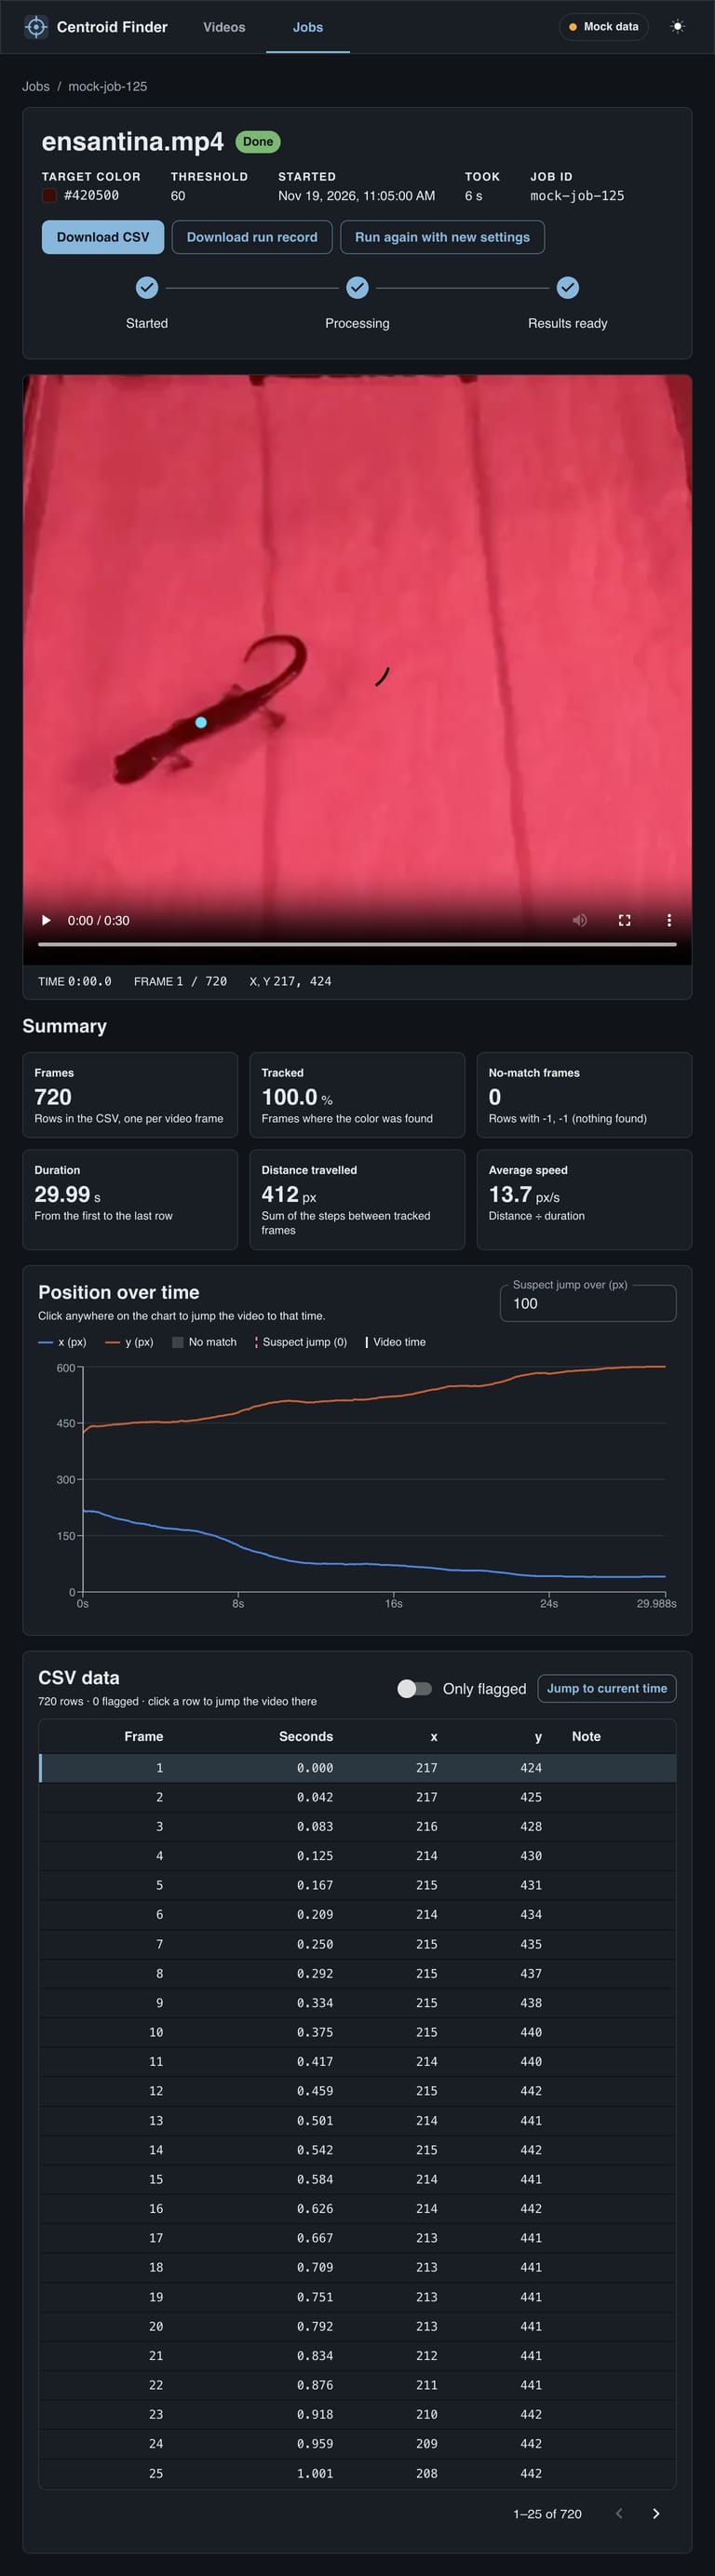 Centroid Finder Videos Jobs Mock data
Jobs / mock-job-125
ensantina.mp4 Done
TARGET COLOR THRESHOLD STARTED TOOK JOB ID
#420500 60 Nov 19, 2026, 11:05:00 AM 6 s mock-job-125
Download CSV Download run record Run again with new settings
Started Processing Results ready
0:00 / 0:30
TIME 0:00.0 FRAME 1 / 720 X, Y 217, 424
Summary
Frames Tracked No-match frames
720 100.0 % 0
Rows in the CSV, one per video frame Frames where the color was found Rows with -1, -1 (nothing found)
Duration Distance travelled Average speed
29.99 s 412 px 13.7 px/s
From the first to the last row Sum of the steps between tracked frames Distance ÷ duration
Position over time Suspect jump over (px)
Click anywhere on the chart to jump the video to that time. 100
x (px) y (px) No match Suspect jump (0) Video time
600
450
300
150
0
0s 8s 16s 24s 29.988s
CSV data
720 rows · 0 flagged · click a row to jump the video there Only flagged Jump to current time
Frame Seconds x y Note
1 0.000 217 424
2 0.042 217 425
3 0.083 216 428
4 0.125 214 430
5 0.167 215 431
6 0.209 214 434
7 0.250 215 435
8 0.292 215 437
9 0.334 215 438
10 0.375 215 440
11 0.417 214 440
12 0.459 215 442
13 0.501 214 441
14 0.542 215 442
15 0.584 214 441
16 0.626 214 442
17 0.667 213 441
18 0.709 213 441
19 0.751 213 441
20 0.792 213 441
21 0.834 212 441
22 0.876 211 441
23 0.918 210 442
24 0.959 209 442
25 1.001 208 442
1–25 of 720